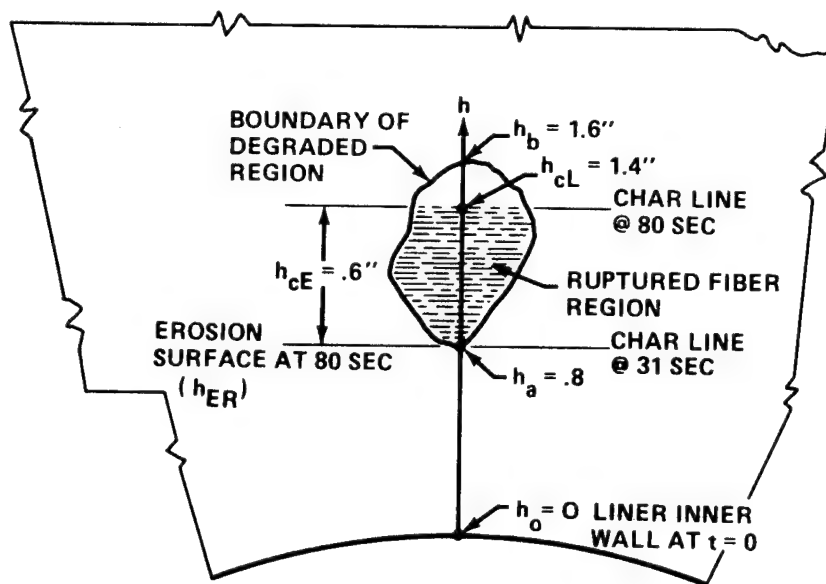 h
BOUNDARY OF
DEGRADED
REGION
h_b = 1.6"
h_cL = 1.4"
CHAR LINE
@ 80 SEC
h_cE = .6"
RUPTURED FIBER
REGION
EROSION
SURFACE AT 80 SEC
(h_ER)
CHAR LINE
@ 31 SEC
h_a = .8
h_o = 0 LINER INNER
WALL AT t = 0